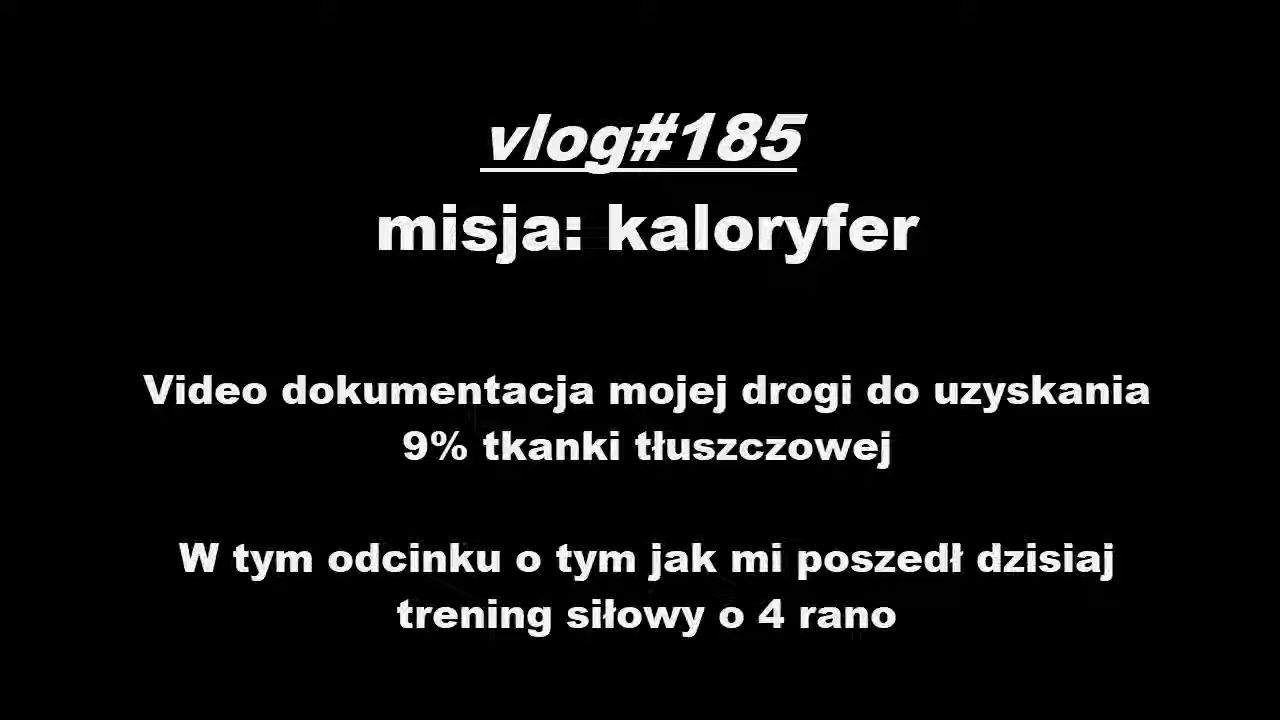 vlog#185
misja: kaloryfer
Video dokumentacja mojej drogi do uzyskania
9% tkanki tłuszczowej
W tym odcinku o tym jak mi poszedł dzisiaj
trening siłowy o 4 rano